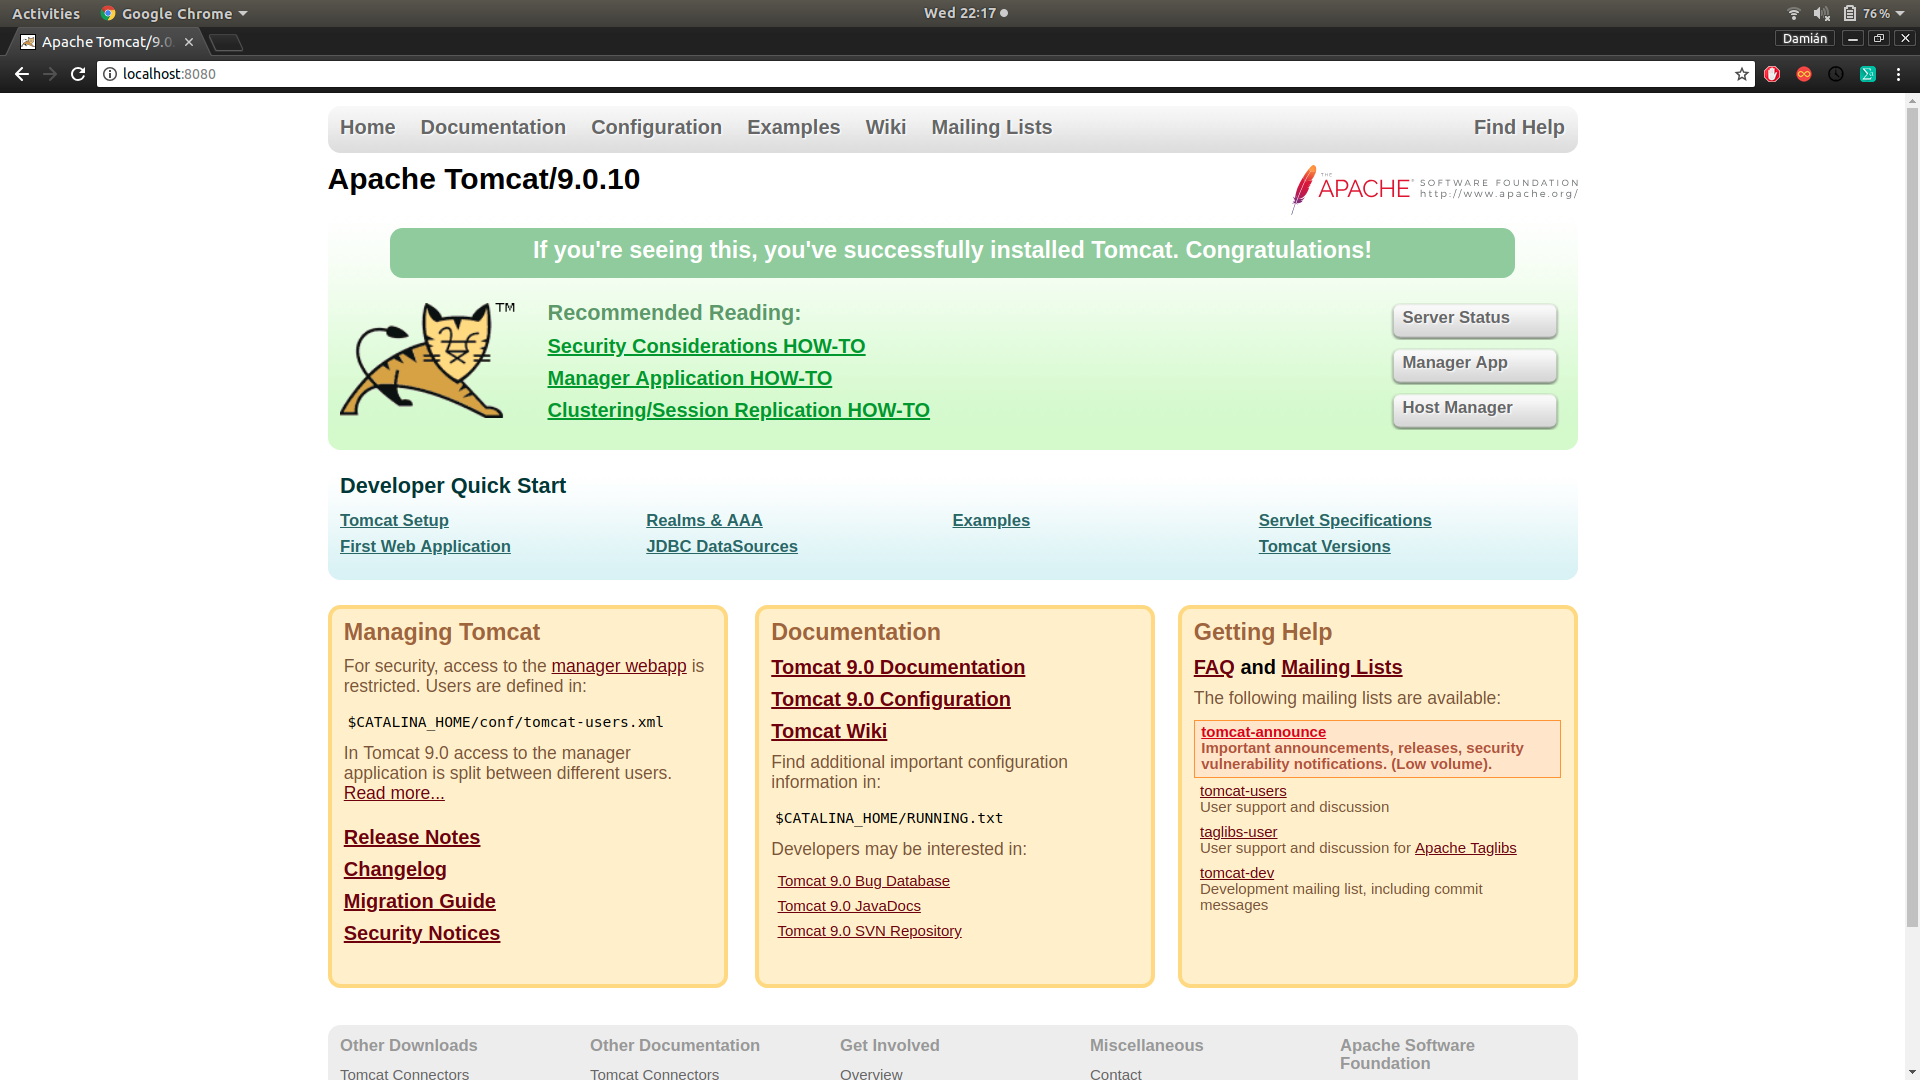 Activities
Google Chrome
Wed 22:17
76%
Apache Tomcat/9.0.
Damián
localhost:8080
Home
Documentation
Configuration
Examples
Wiki
Mailing Lists
Find Help
Apache Tomcat/9.0.10
THE
APACHE
SOFTWARE FOUNDATION
http://www.apache.org/
If you're seeing this, you've successfully installed Tomcat. Congratulations!
TM
Recommended Reading:
Security Considerations HOW-TO
Manager Application HOW-TO
Clustering/Session Replication HOW-TO
Server Status
Manager App
Host Manager
Developer Quick Start
Tomcat Setup
First Web Application
Realms & AAA
JDBC DataSources
Examples
Servlet Specifications
Tomcat Versions
Managing Tomcat
For security, access to the manager webapp is
restricted. Users are defined in:
$CATALINA_HOME/conf/tomcat-users.xml
In Tomcat 9.0 access to the manager
application is split between different users.
Read more...
Release Notes
Changelog
Migration Guide
Security Notices
Documentation
Tomcat 9.0 Documentation
Tomcat 9.0 Configuration
Tomcat Wiki
Find additional important configuration
information in:
$CATALINA_HOME/RUNNING.txt
Developers may be interested in:
Tomcat 9.0 Bug Database
Tomcat 9.0 JavaDocs
Tomcat 9.0 SVN Repository
Getting Help
FAQ and Mailing Lists
The following mailing lists are available:
tomcat-announce
Important announcements, releases, security
vulnerability notifications. (Low volume).
tomcat-users
User support and discussion
taglibs-user
User support and discussion for Apache Taglibs
tomcat-dev
Development mailing list, including commit
messages
Other Downloads
Tomcat Connectors
Other Documentation
Tomcat Connectors
Get Involved
Overview
Miscellaneous
Contact
Apache Software
Foundation